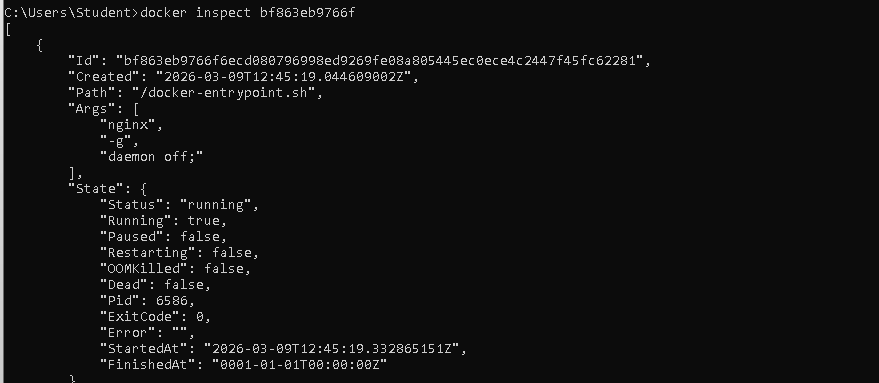 C:\Users\Student>docker inspect bf863eb9766f
[
    {
        "Id": "bf863eb9766f6ecd080796998ed9269fe08a805445ec0ece4c2447f45fc62281",
        "Created": "2026-03-09T12:45:19.044609002Z",
        "Path": "/docker-entrypoint.sh",
        "Args": [
            "nginx",
            "-g",
            "daemon off;"
        ],
        "State": {
            "Status": "running",
            "Running": true,
            "Paused": false,
            "Restarting": false,
            "OOMKilled": false,
            "Dead": false,
            "Pid": 6586,
            "ExitCode": 0,
            "Error": "",
            "StartedAt": "2026-03-09T12:45:19.332865151Z",
            "FinishedAt": "0001-01-01T00:00:00Z"
        }